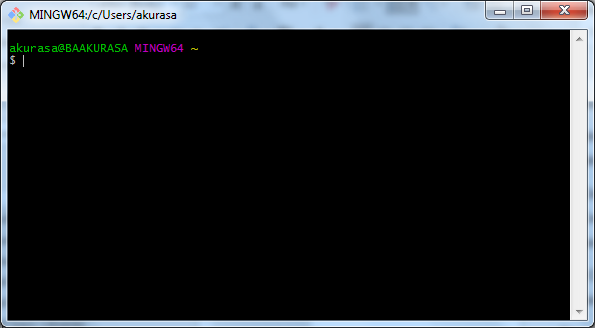 MINGW64:/c/Users/akurasa
akurasa@BAAKURASA MINGW64 ~
$